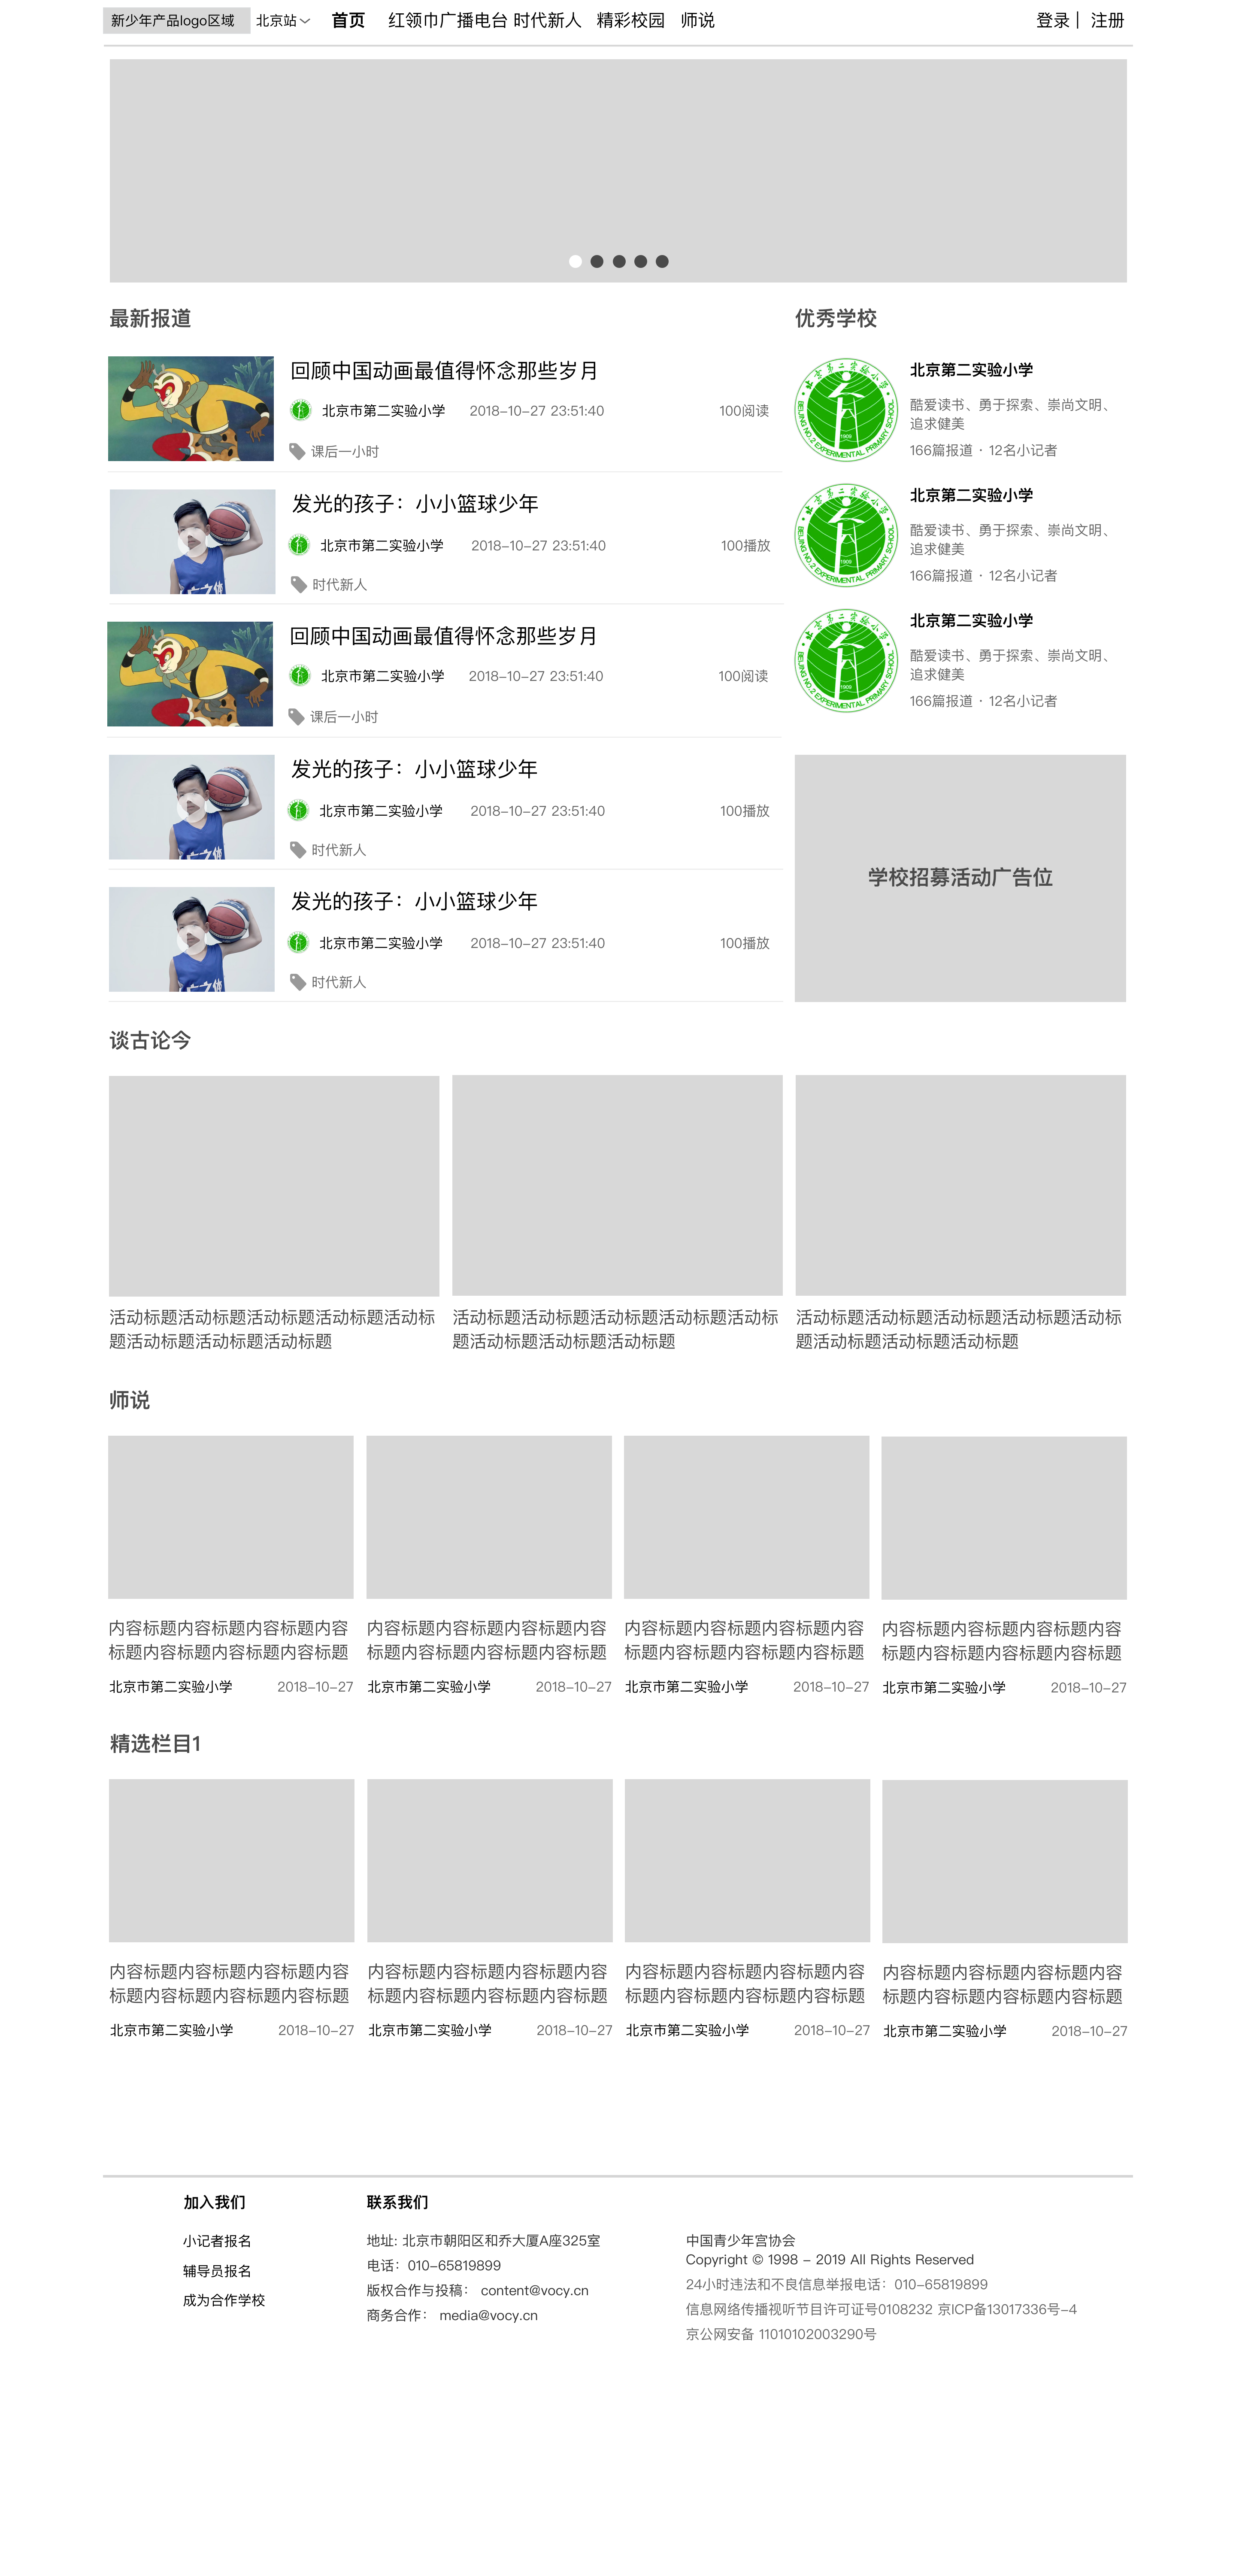 新少年产品logo区域 北京站 首页 红领巾广播电台 时代新人 精彩校园 师说 登录 | 注册
最新报道
回顾中国动画最值得怀念那些岁月
北京市第二实验小学 2018-10-27 23:51:40 100阅读
课后一小时
发光的孩子：小小篮球少年
北京市第二实验小学 2018-10-27 23:51:40 100播放
时代新人
回顾中国动画最值得怀念那些岁月
北京市第二实验小学 2018-10-27 23:51:40 100阅读
课后一小时
发光的孩子：小小篮球少年
北京市第二实验小学 2018-10-27 23:51:40 100播放
时代新人
发光的孩子：小小篮球少年
北京市第二实验小学 2018-10-27 23:51:40 100播放
时代新人
优秀学校
北京第二实验小学
BEIJING NO.2 EXPERIMENTAL PRIMARY SCHOOL
1909
北京第二实验小学
酷爱读书、勇于探索、崇尚文明、
追求健美
166篇报道 · 12名小记者
北京第二实验小学
BEIJING NO.2 EXPERIMENTAL PRIMARY SCHOOL
1909
北京第二实验小学
酷爱读书、勇于探索、崇尚文明、
追求健美
166篇报道 · 12名小记者
北京第二实验小学
BEIJING NO.2 EXPERIMENTAL PRIMARY SCHOOL
1909
北京第二实验小学
酷爱读书、勇于探索、崇尚文明、
追求健美
166篇报道 · 12名小记者
学校招募活动广告位
谈古论今
活动标题活动标题活动标题活动标题活动标
题活动标题活动标题活动标题
活动标题活动标题活动标题活动标题活动标
题活动标题活动标题活动标题
活动标题活动标题活动标题活动标题活动标
题活动标题活动标题活动标题
师说
内容标题内容标题内容标题内容
标题内容标题内容标题内容标题
北京市第二实验小学 2018-10-27
内容标题内容标题内容标题内容
标题内容标题内容标题内容标题
北京市第二实验小学 2018-10-27
内容标题内容标题内容标题内容
标题内容标题内容标题内容标题
北京市第二实验小学 2018-10-27
内容标题内容标题内容标题内容
标题内容标题内容标题内容标题
北京市第二实验小学 2018-10-27
精选栏目1
内容标题内容标题内容标题内容
标题内容标题内容标题内容标题
北京市第二实验小学 2018-10-27
内容标题内容标题内容标题内容
标题内容标题内容标题内容标题
北京市第二实验小学 2018-10-27
内容标题内容标题内容标题内容
标题内容标题内容标题内容标题
北京市第二实验小学 2018-10-27
内容标题内容标题内容标题内容
标题内容标题内容标题内容标题
北京市第二实验小学 2018-10-27
加入我们
小记者报名
辅导员报名
成为合作学校
联系我们
地址: 北京市朝阳区和乔大厦A座325室
电话：010-65819899
版权合作与投稿： content@vocy.cn
商务合作： media@vocy.cn
中国青少年宫协会
Copyright © 1998 - 2019 All Rights Reserved
24小时违法和不良信息举报电话：010-65819899
信息网络传播视听节目许可证号0108232 京ICP备13017336号-4
京公网安备 11010102003290号